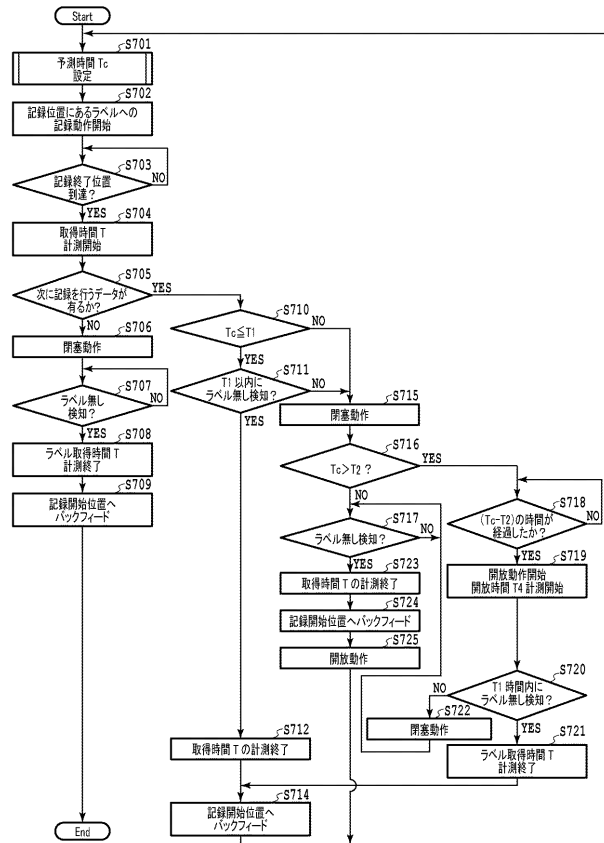 Start
S701
予測時間 Tc
設定
S702
記録位置にあるラベルへの
記録動作開始
S703
記録終了位置
到達？
NO
YES
S704
取得時間 T
計測開始
S705
次に記録を行うデータが
有るか？
YES
NO
S706
閉塞動作
S707
ラベル無し
検知？
NO
YES
S708
ラベル取得時間 T
計測終了
S709
記録開始位置へ
バックフィード
End
S710
Tc≦T1
NO
YES
S711
T1 以内に
ラベル無し検知？
NO
YES
S712
取得時間 T の計測終了
S714
記録開始位置へ
バックフィード
S715
閉塞動作
S716
Tc>T2 ？
YES
NO
S717
ラベル無し検知？
NO
YES
S723
取得時間 T の計測終了
S724
記録開始位置へバックフィード
S725
開放動作
S718
(Tc-T2)の時間が
経過したか？
NO
YES
S719
開放動作開始
開放時間 T4 計測開始
S720
T1 時間内に
ラベル無し検知？
NO
YES
S722
閉塞動作
S721
ラベル取得時間 T
計測終了